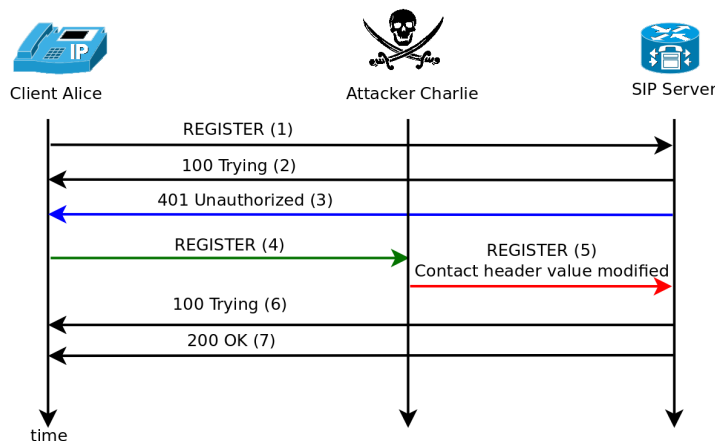 IP
Client Alice
Attacker Charlie
SIP Server
REGISTER (1)
100 Trying (2)
401 Unauthorized (3)
REGISTER (4)
REGISTER (5)
Contact header value modified
100 Trying (6)
200 OK (7)
time